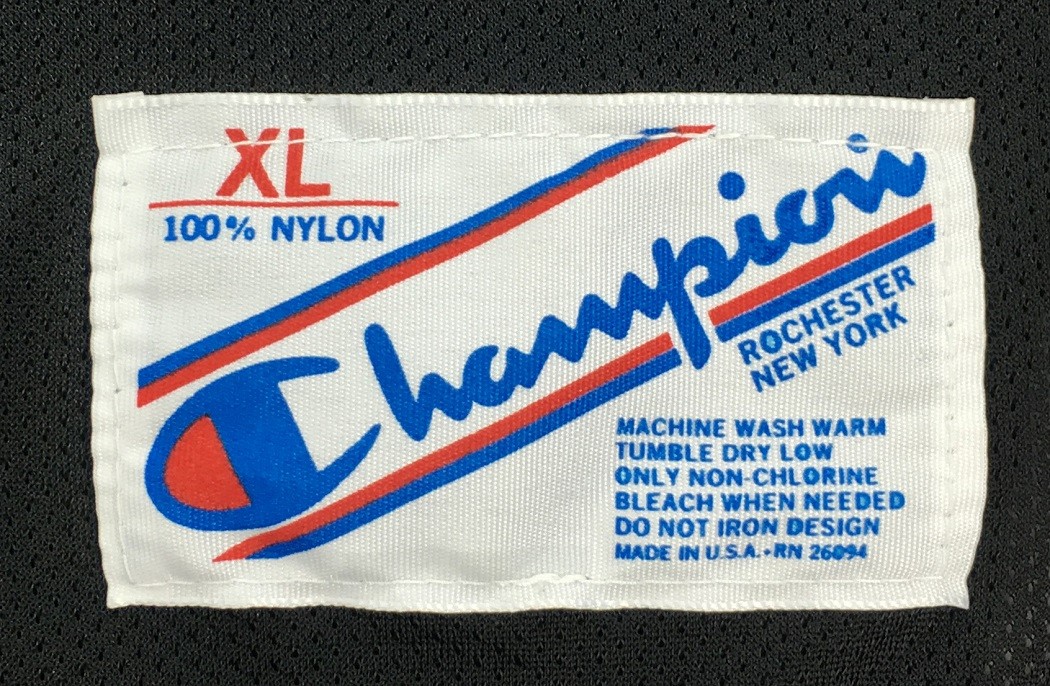 XL
100% NYLON
Champion
ROCHESTER
NEW YORK
MACHINE WASH WARM
TUMBLE DRY LOW
ONLY NON-CHLORINE
BLEACH WHEN NEEDED
DO NOT IRON DESIGN
MADE IN U.S.A. • RN 26094